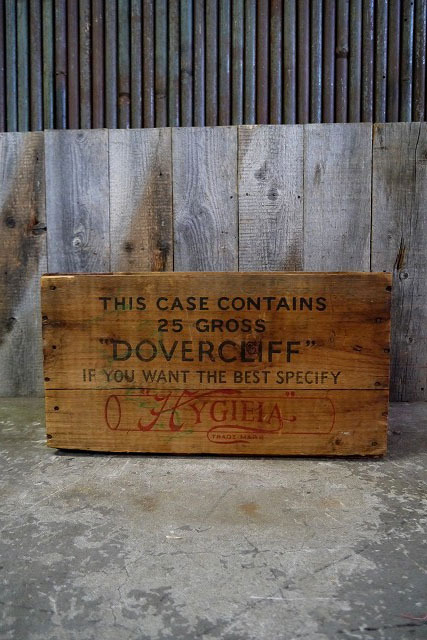 THIS CASE CONTAINS
25 GROSS
"DOVERCLIFF"
IF YOU WANT THE BEST SPECIFY
"HYGIEIA"
TRADE MARK